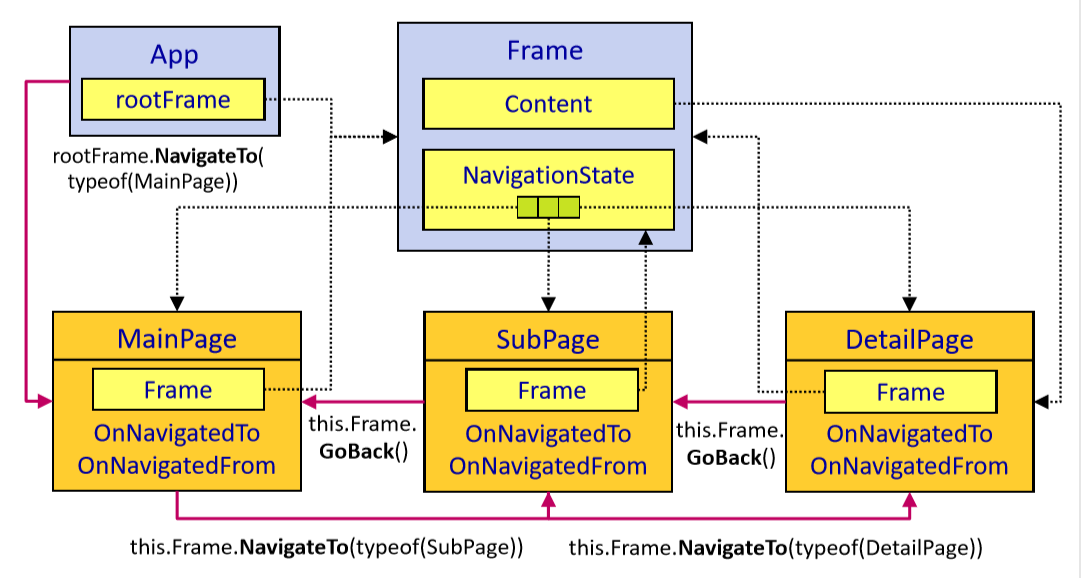 App
rootFrame
rootFrame.NavigateTo(
typeof(MainPage))
Frame
Content
NavigationState
MainPage
Frame
OnNavigatedTo
OnNavigatedFrom
this.Frame.
GoBack()
SubPage
Frame
OnNavigatedTo
OnNavigatedFrom
this.Frame.
GoBack()
DetailPage
Frame
OnNavigatedTo
OnNavigatedFrom
this.Frame.NavigateTo(typeof(SubPage))
this.Frame.NavigateTo(typeof(DetailPage))